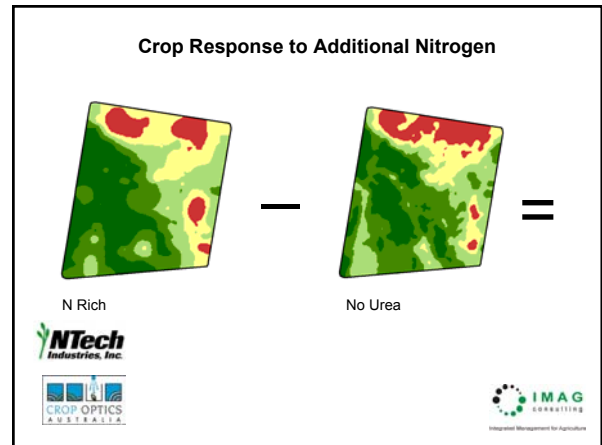 Crop Response to Additional Nitrogen
— =
N Rich No Urea
NTech
Industries, Inc.
CROP OPTICS
AUSTRALIA
IMAG
consulting
Integrated Management for Agriculture